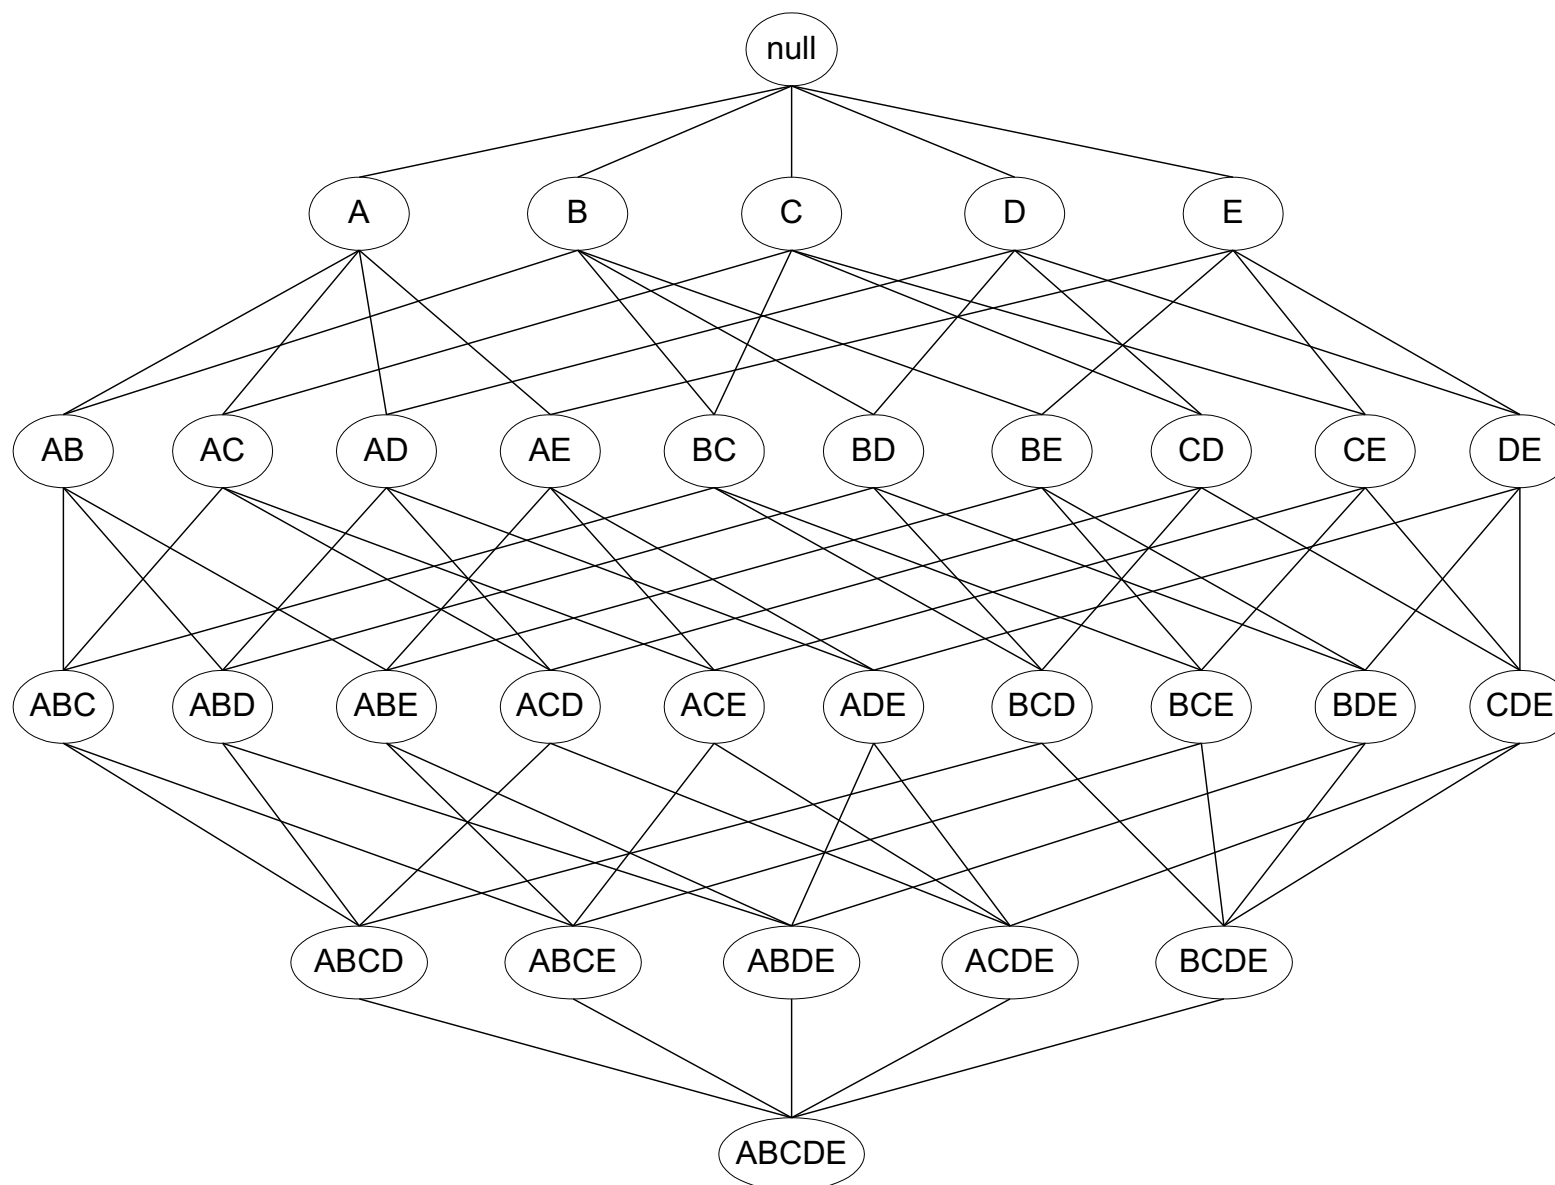 null
A B C D E
AB AC AD AE BC BD BE CD CE DE
ABC ABD ABE ACD ACE ADE BCD BCE BDE CDE
ABCD ABCE ABDE ACDE BCDE
ABCDE